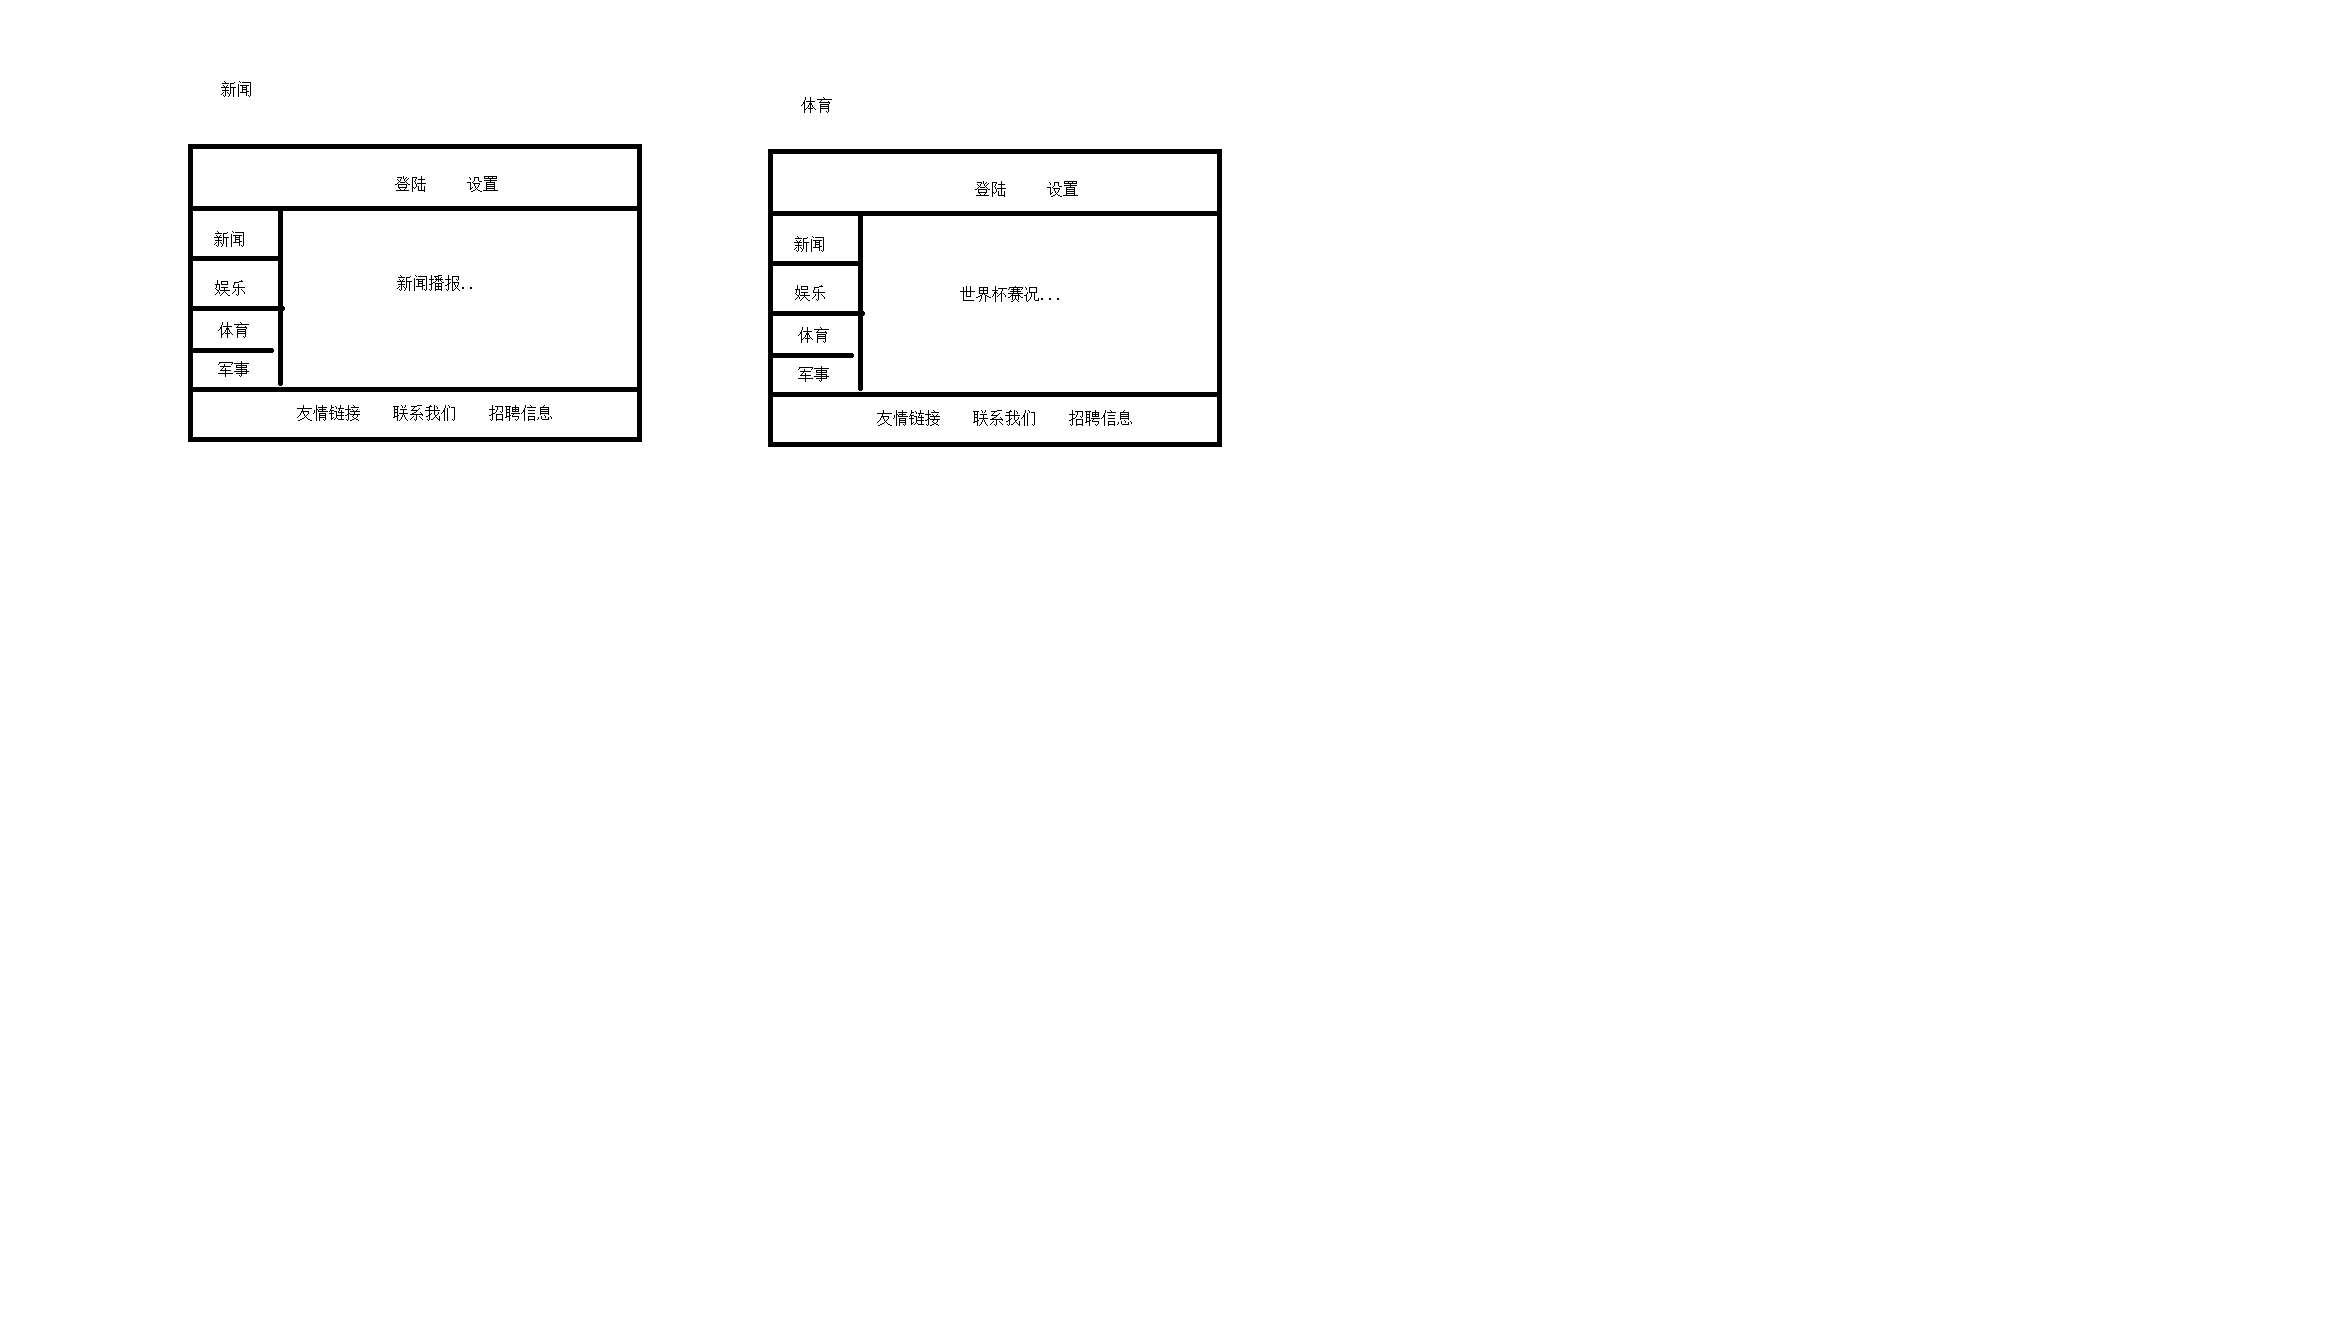 新闻
登陆 设置
新闻
娱乐
体育
军事
新闻播报..
友情链接 联系我们 招聘信息
体育
登陆 设置
新闻
娱乐
体育
军事
世界杯赛况...
友情链接 联系我们 招聘信息